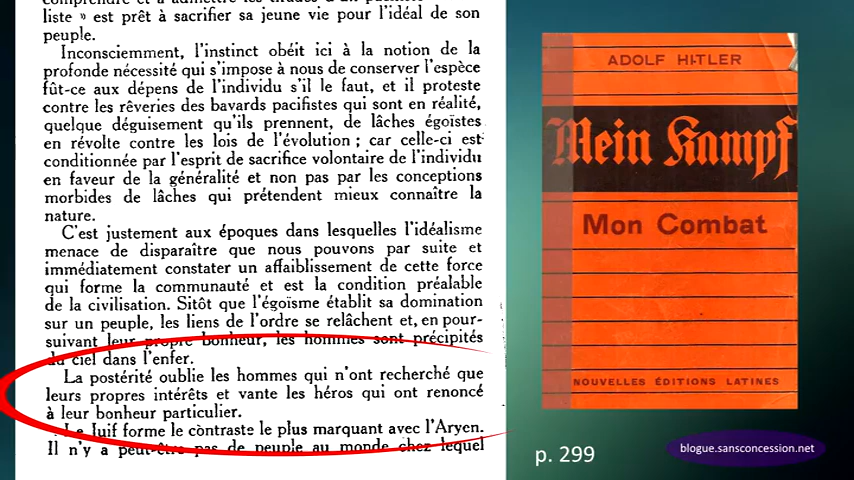 comprendre et à admettre les tirades d'un
liste » est prêt à sacrifier sa jeune vie pour l'idéal de son
peuple.
Inconsciemment, l'instinct obéit ici à la notion de la
profonde nécessité qui s'impose à nous de conserver l'espèce
fût-ce aux dépens de l'individu s'il le faut, et il proteste
contre les rêveries des bavards pacifistes qui sont en réalité,
quelque déguisement qu'ils prennent, de lâches égoïstes
en révolte contre les lois de l'évolution ; car celle-ci est
conditionnée par l'esprit de sacrifice volontaire de l'individu
en faveur de la généralité et non pas par les conceptions
morbides de lâches qui prétendent mieux connaître la
nature.
C'est justement aux époques dans lesquelles l'idéalisme
menace de disparaître que nous pouvons par suite et
immédiatement constater un affaiblissement de cette force
qui forme la communauté et est la condition préalable
de la civilisation. Sitôt que l'égoïsme établit sa domination
sur un peuple, les liens de l'ordre se relâchent et, en pour-
suivant leur propre bonheur, les hommes sont précipités
du ciel dans l'enfer.
La postérité oublie les hommes qui n'ont recherché que
leurs propres intérêts et vante les héros qui ont renoncé
à leur bonheur particulier.
Le Juif forme le contraste le plus marquant avec l'Aryen.
Il n'y a peut-être pas de peuple au monde chez lequel
ADOLF HITLER
Mein Kampf
Mon Combat
NOUVELLES ÉDITIONS LATINES
p. 299
blogue.sansconcession.net